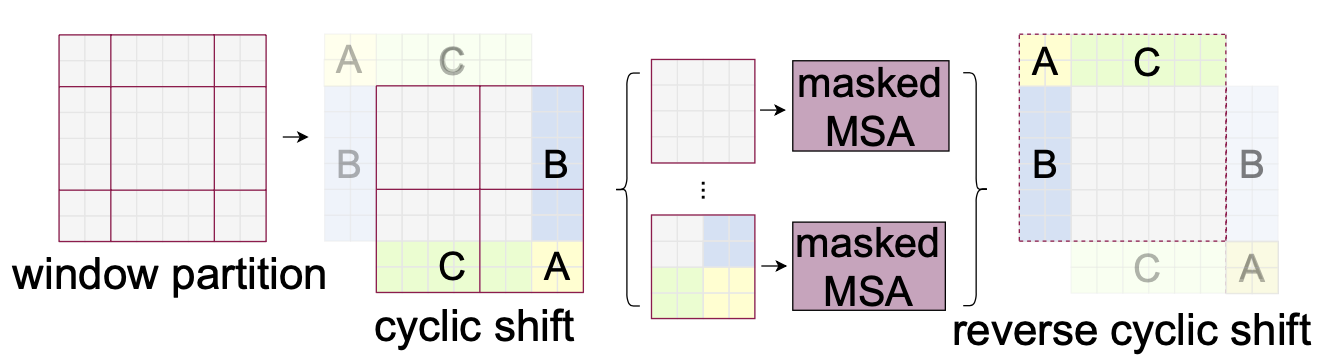 window partition
A
C
B
B
C
A
cyclic shift
...
masked
MSA
masked
MSA
A
C
B
B
C
A
reverse cyclic shift